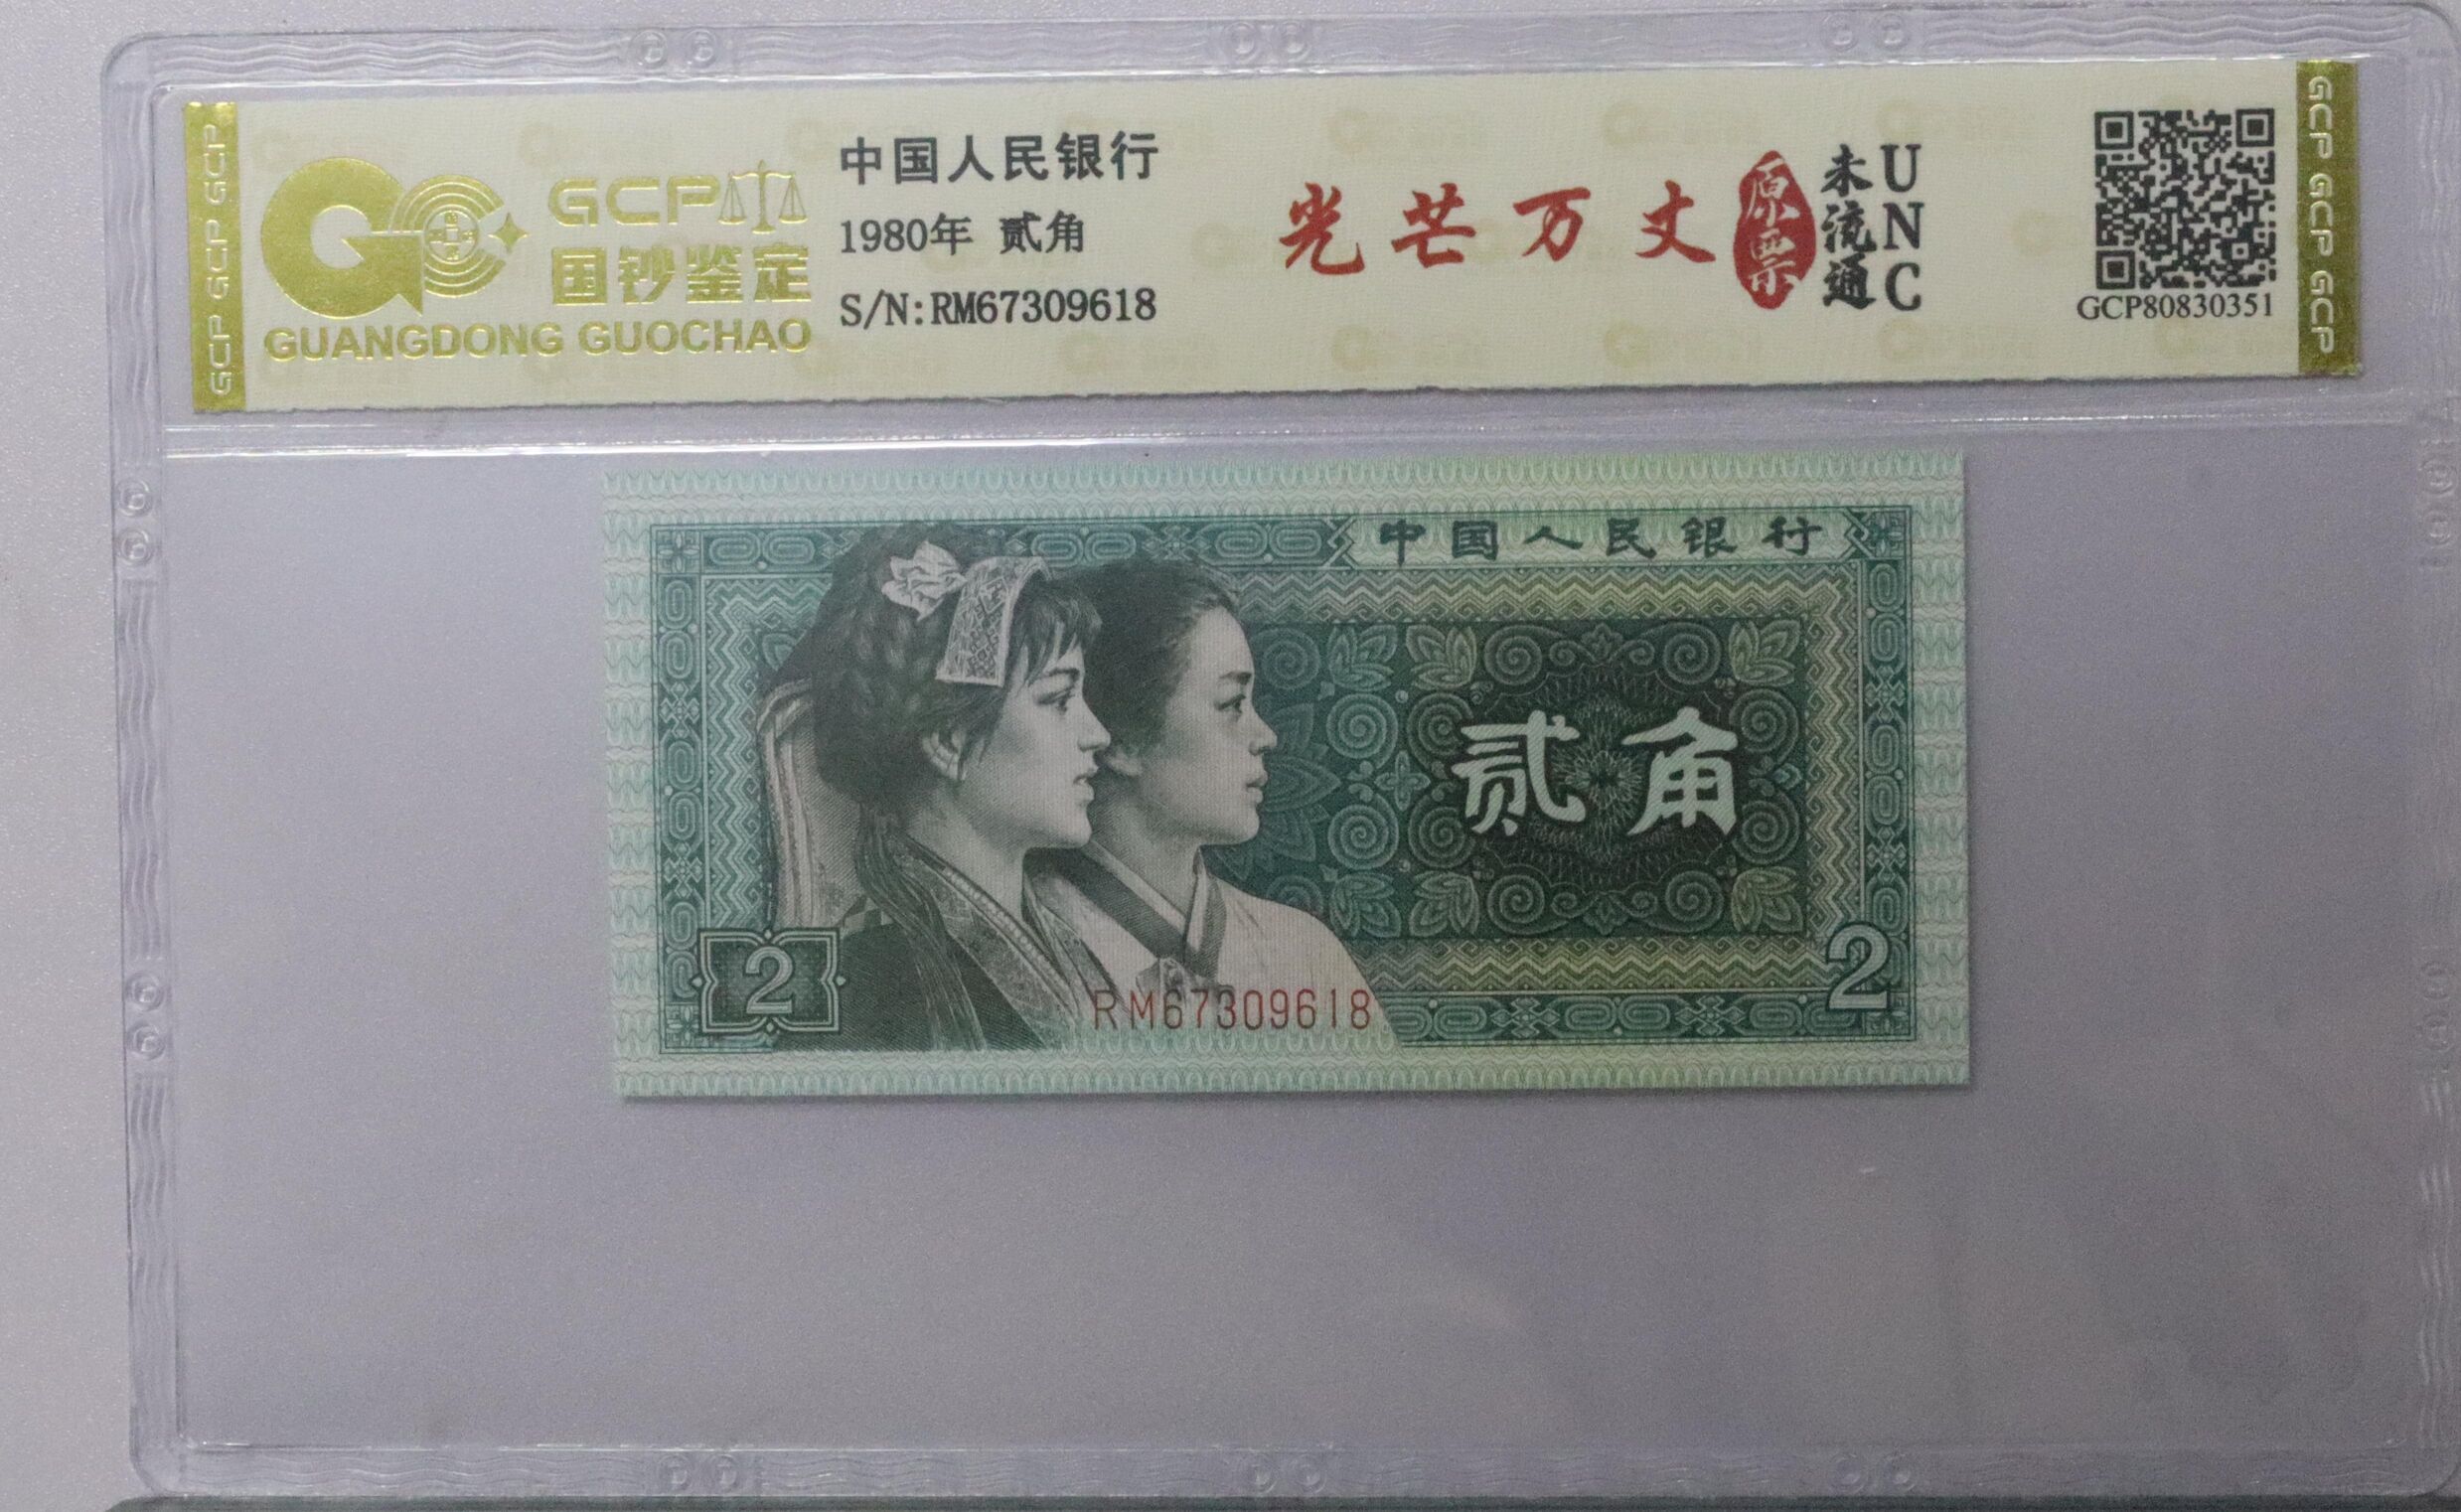 GCP GCP GCP
GCP
国钞鉴定
GUANGDONG GUOCHAO
中国人民银行
1980年 贰角
S/N:RM67309618
光芒万丈
原票
未流通
UNC
GCP80830351
GCP GCP GCP
中国人民银行
贰角
2
2
RM67309618